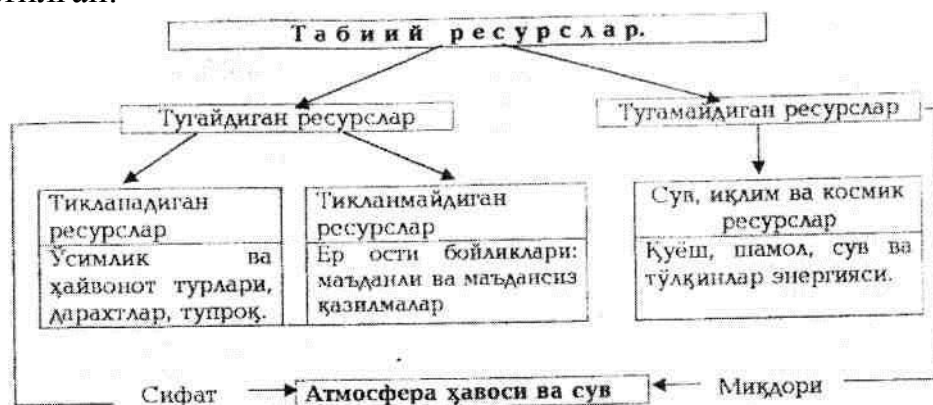 Табиий ресурслар.
Тугайдиган ресурслар
Тугамайдиган ресурслар
Тикланадиган
ресурслар
Ўсимлик ва
ҳайвонот турлари,
дарахтлар, тупроқ.
Тикланмайдиган
ресурслар
Ер ости бойликлари:
маъданли ва маъдансиз
қазилмалар
Сув, иқлим ва космик
ресурслар
Қуёш, шамол, сув ва
тўлқинлар энергияси.
Сифат
Атмосфера ҳавоси ва сув
Миқдори